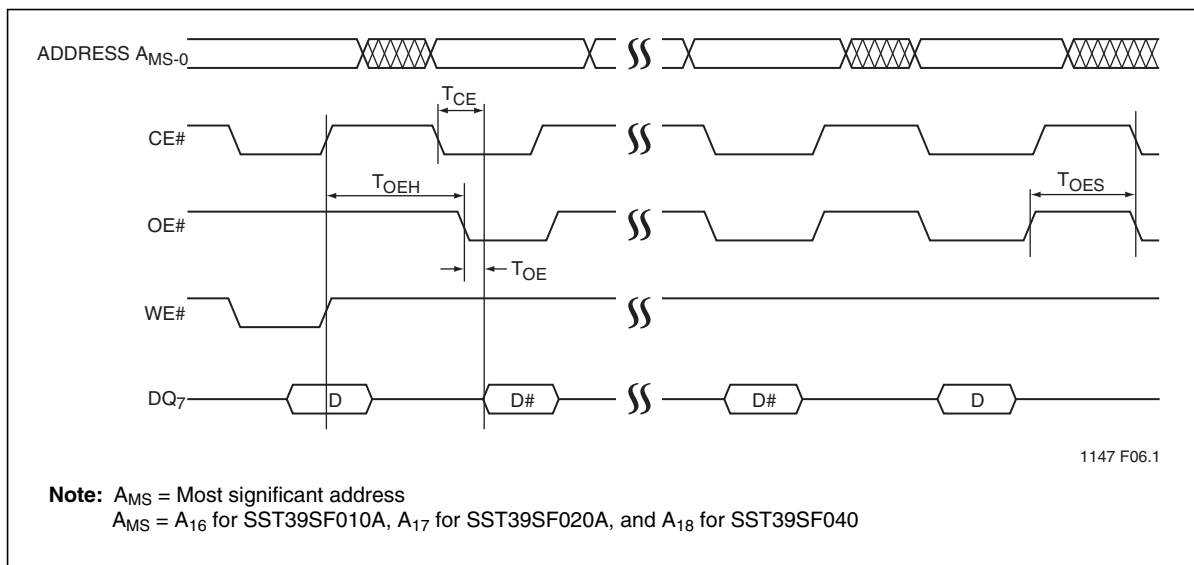 ADDRESS AMS-0
TCE
CE#
TOEH
TOES
OE#
TOE
WE#
DQ7
D
D#
D#
D
1147 F06.1
Note: AMS = Most significant address
AMS = A16 for SST39SF010A, A17 for SST39SF020A, and A18 for SST39SF040